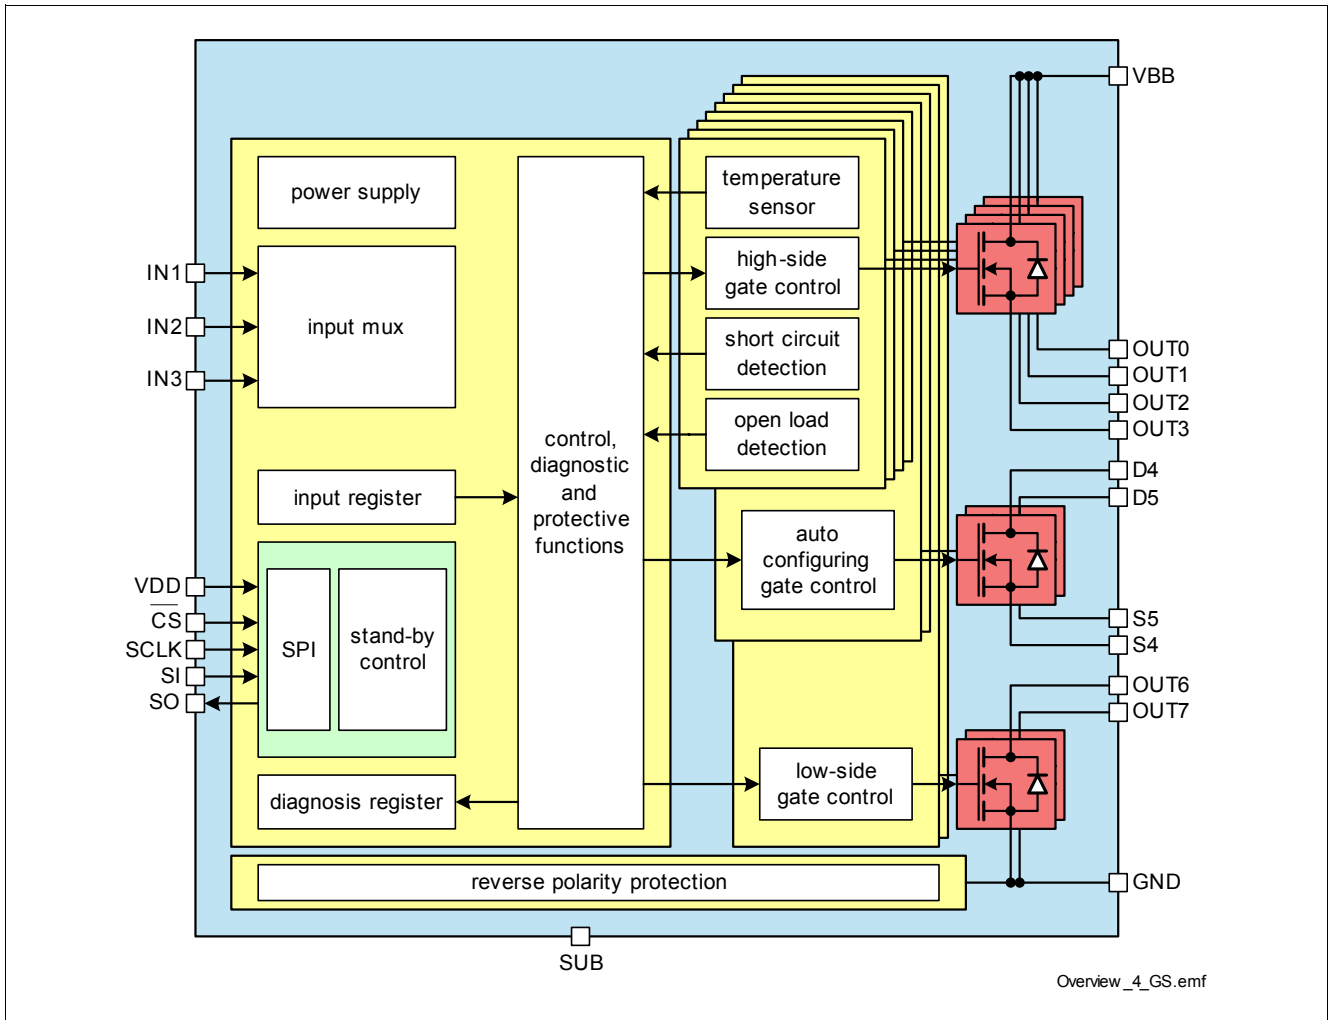 VBB
power supply
temperature
sensor
IN1
IN2
IN3
input mux
high-side
gate control
short circuit
detection
open load
detection
OUT0
OUT1
OUT2
OUT3
control,
diagnostic
and
protective
functions
input register
D4
D5
auto
configuring
gate control
VDD
CS
SCLK
SI
SO
SPI
stand-by
control
S5
S4
OUT6
OUT7
low-side
gate control
diagnosis register
reverse polarity protection
GND
SUB
Overview_4_GS.emf